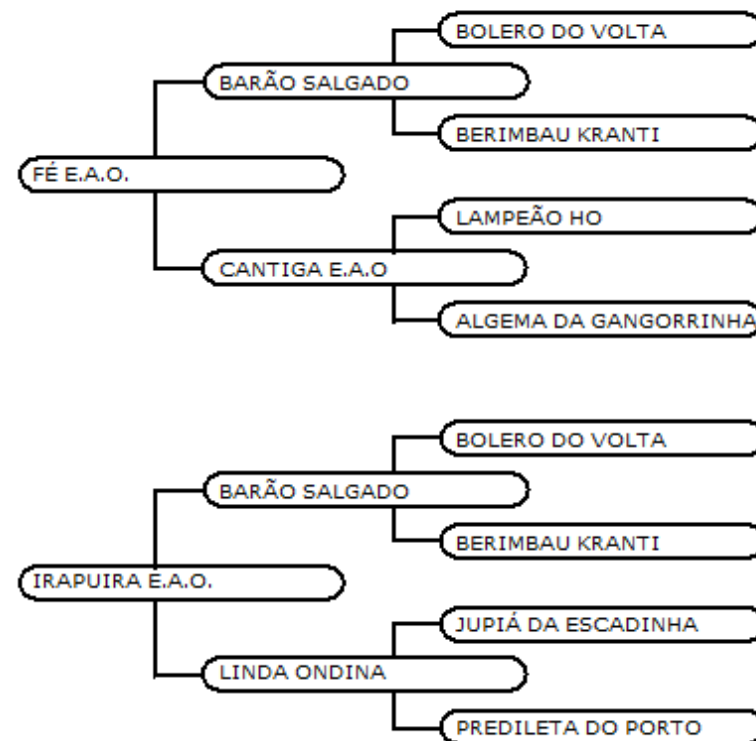 BOLERO DO VOLTA
BARÃO SALGADO
BERIMBAU KRANTI
FÉ E.A.O.
LAMPEÃO HO
CANTIGA E.A.O
ALGEMA DA GANGORRINHA
BOLERO DO VOLTA
BARÃO SALGADO
BERIMBAU KRANTI
IRAPUIRA E.A.O.
JUPIÁ DA ESCADINHA
LINDA ONDINA
PREDILETA DO PORTO